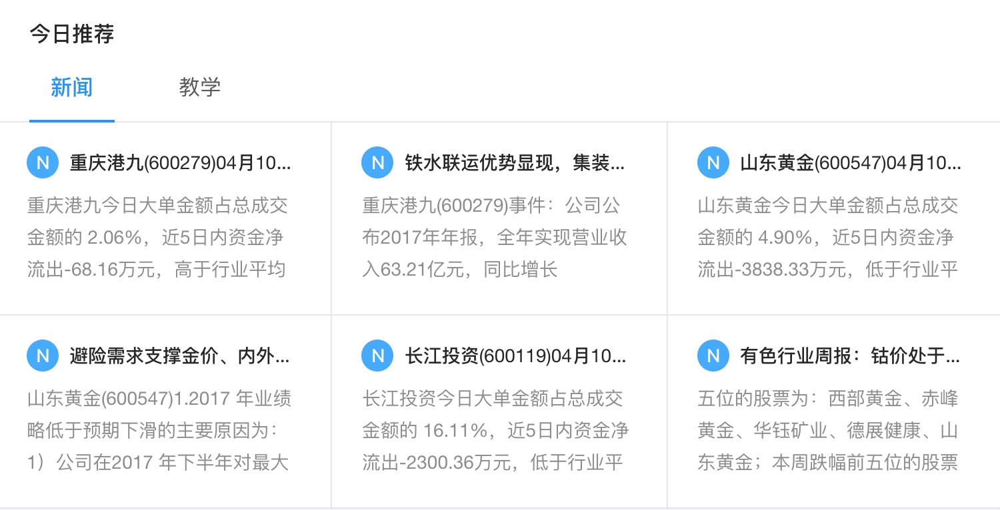 今日推荐
新闻
教学
N 重庆港九(600279)04月10...
重庆港九今日大单金额占总成交
金额的 2.06%，近5日内资金净
流出-68.16万元，高于行业平均
N 铁水联运优势显现，集装...
重庆港九(600279)事件：公司公
布2017年年报，全年实现营业收
入63.21亿元，同比增长
N 山东黄金(600547)04月10...
山东黄金今日大单金额占总成交
金额的 4.90%，近5日内资金净
流出-3838.33万元，低于行业平
N 避险需求支撑金价、内外...
山东黄金(600547)1.2017 年业绩
略低于预期下滑的主要原因为：
1）公司在2017 年下半年对最大
N 长江投资(600119)04月10...
长江投资今日大单金额占总成交
金额的 16.11%，近5日内资金净
流出-2300.36万元，低于行业平
N 有色行业周报：钴价处于...
五位的股票为：西部黄金、赤峰
黄金、华钰矿业、德展健康、山
东黄金；本周跌幅前五位的股票